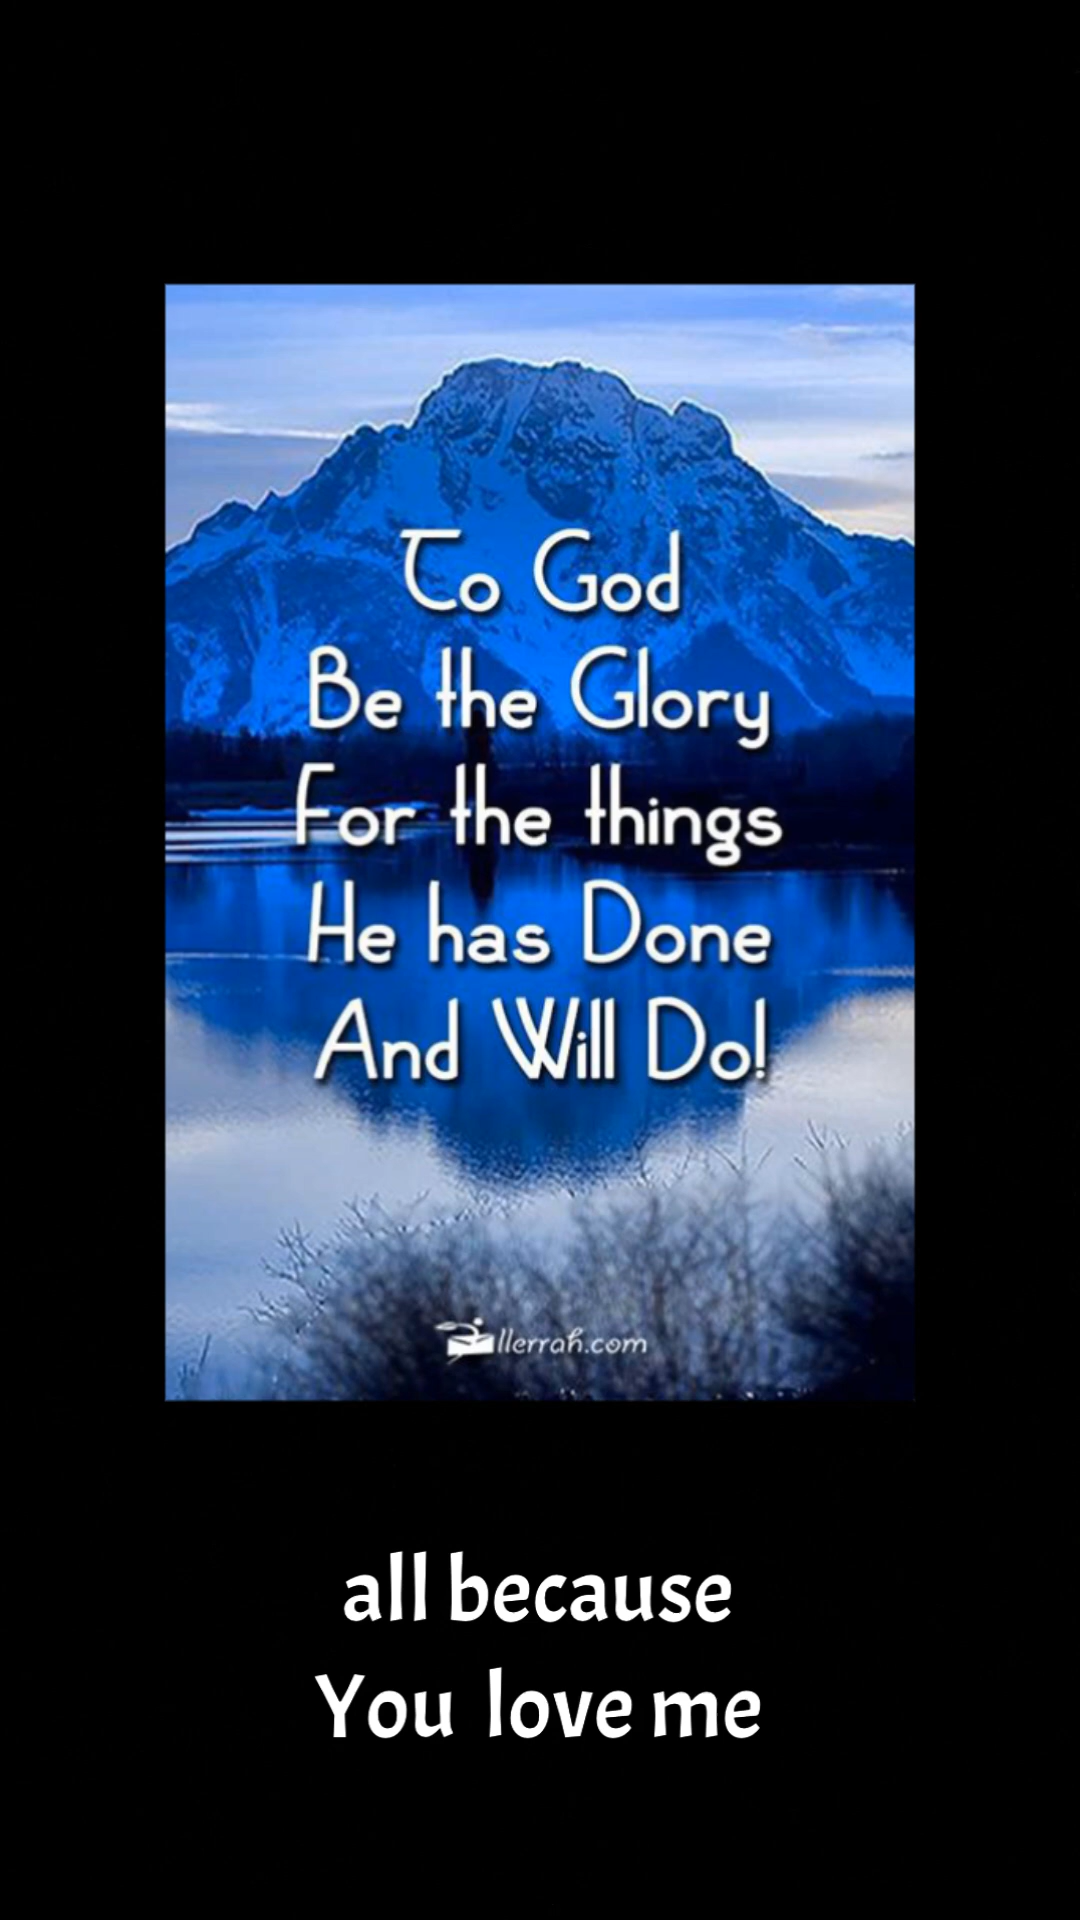 To God
Be the Glory
For the things
He has Done
And Will Do!
llerrah.com
all because
You love me